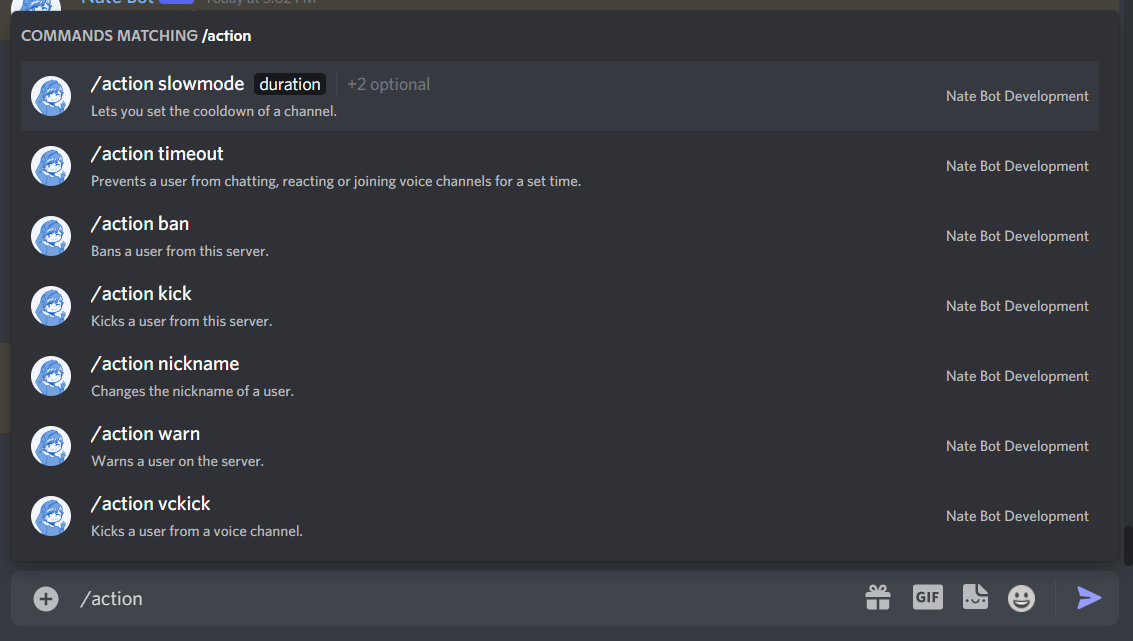 Nate Bot Today at 3:02 PM
COMMANDS MATCHING /action
/action slowmode duration +2 optional
Lets you set the cooldown of a channel.
Nate Bot Development
/action timeout
Prevents a user from chatting, reacting or joining voice channels for a set time.
Nate Bot Development
/action ban
Bans a user from this server.
Nate Bot Development
/action kick
Kicks a user from this server.
Nate Bot Development
/action nickname
Changes the nickname of a user.
Nate Bot Development
/action warn
Warns a user on the server.
Nate Bot Development
/action vckick
Kicks a user from a voice channel.
Nate Bot Development
/action
GIF